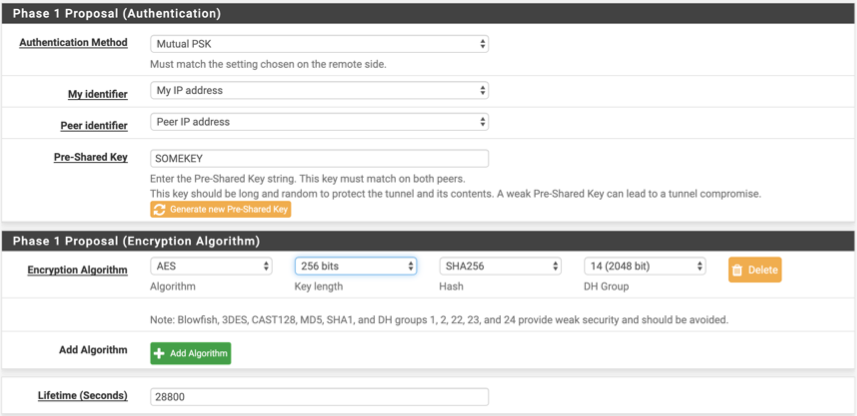 Phase 1 Proposal (Authentication)
Authentication Method
Mutual PSK
Must match the setting chosen on the remote side.
My identifier
My IP address
Peer identifier
Peer IP address
Pre-Shared Key
SOMEKEY
Enter the Pre-Shared Key string. This key must match on both peers.
This key should be long and random to protect the tunnel and its contents. A weak Pre-Shared Key can lead to a tunnel compromise.
Generate new Pre-Shared Key
Phase 1 Proposal (Encryption Algorithm)
Encryption Algorithm
AES
256 bits
SHA256
14 (2048 bit)
Delete
Algorithm
Key length
Hash
DH Group
Note: Blowfish, 3DES, CAST128, MD5, SHA1, and DH groups 1, 2, 22, 23, and 24 provide weak security and should be avoided.
Add Algorithm
Add Algorithm
Lifetime (Seconds)
28800